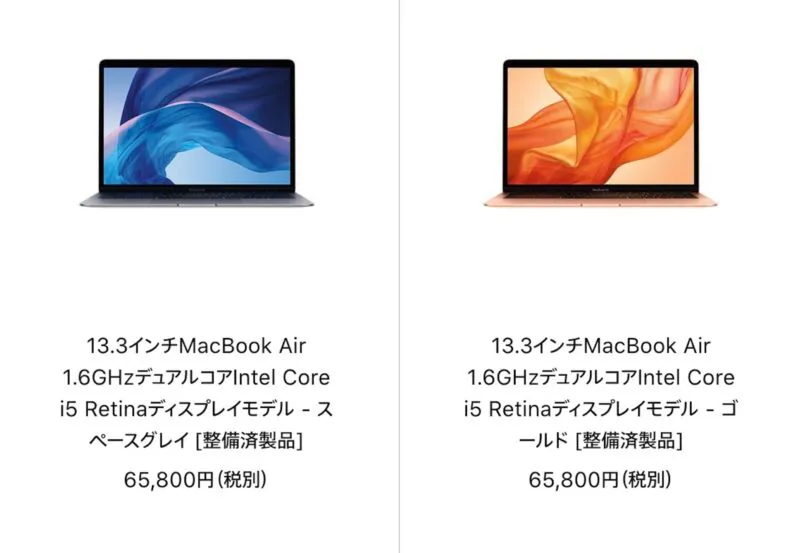 13.3インチMacBook Air
1.6GHzデュアルコアIntel Core
i5 Retinaディスプレイモデル - ス
ペースグレイ [整備済製品]
65,800円(税別)
13.3インチMacBook Air
1.6GHzデュアルコアIntel Core
i5 Retinaディスプレイモデル - ゴ
ールド [整備済製品]
65,800円(税別)